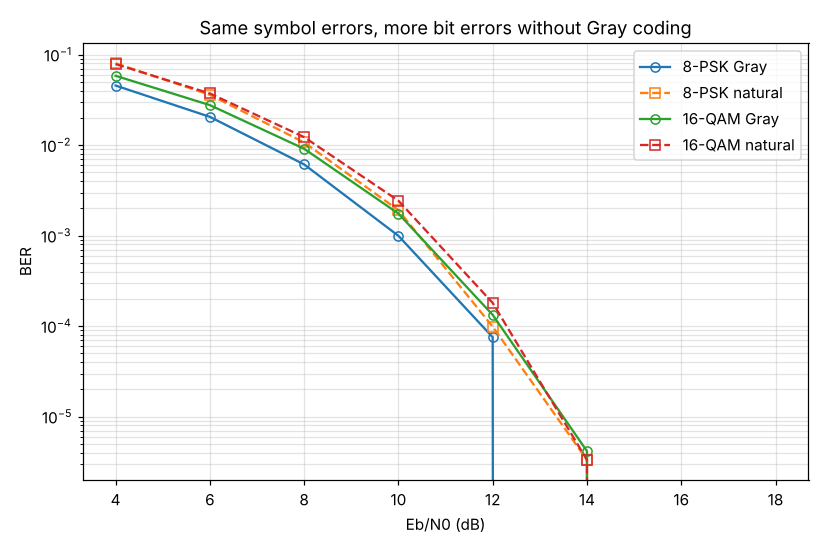 Same symbol errors, more bit errors without Gray coding
8-PSK Gray
8-PSK natural
16-QAM Gray
16-QAM natural
BER
10⁻¹
10⁻²
10⁻³
10⁻⁴
10⁻⁵
4 6 8 10 12 14 16 18
Eb/N0 (dB)